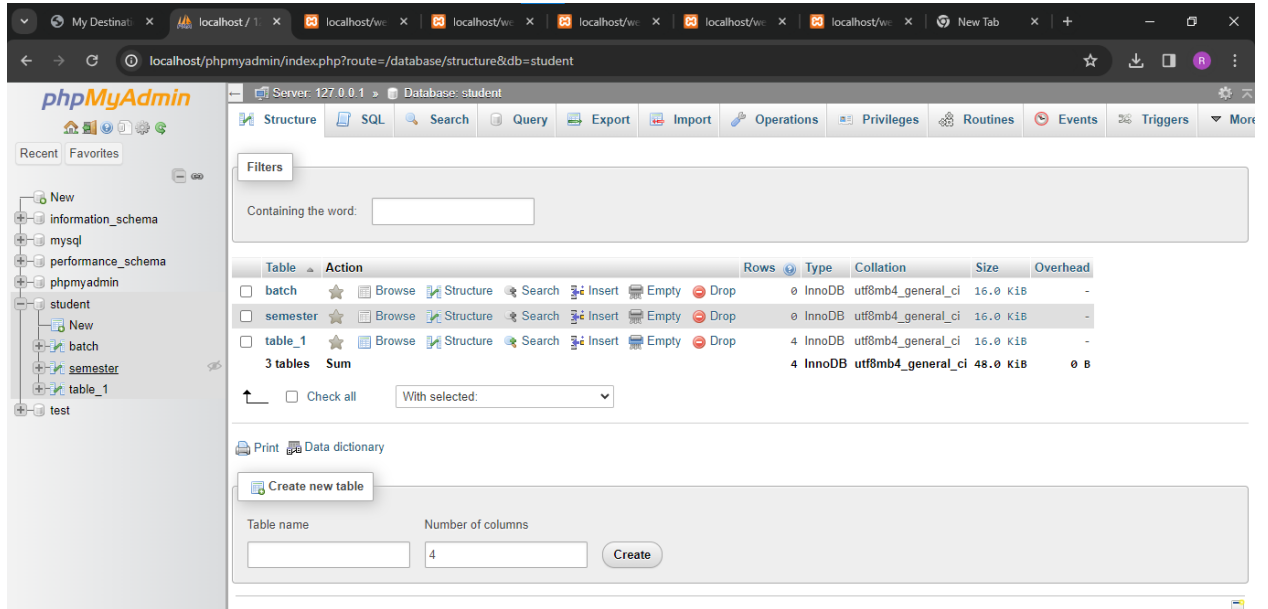 My Destinati
localhost / 1
localhost/we
localhost/we
localhost/we
localhost/we
localhost/we
New Tab
localhost/phpmyadmin/index.php?route=/database/structure&db=student
R
phpMyAdmin
Recent Favorites
New
information_schema
mysql
performance_schema
phpmyadmin
student
New
batch
semester
table_1
test
Server: 127.0.0.1 » Database: student
Structure SQL Search Query Export Import Operations Privileges Routines Events Triggers More
Filters
Containing the word:
Table Action Rows Type Collation Size Overhead
batch Browse Structure Search Insert Empty Drop 0 InnoDB utf8mb4_general_ci 16.0 KiB -
semester Browse Structure Search Insert Empty Drop 0 InnoDB utf8mb4_general_ci 16.0 KiB -
table_1 Browse Structure Search Insert Empty Drop 4 InnoDB utf8mb4_general_ci 16.0 KiB -
3 tables Sum 4 InnoDB utf8mb4_general_ci 48.0 KiB 0 B
Check all With selected:
Print Data dictionary
Create new table
Table name Number of columns
4 Create